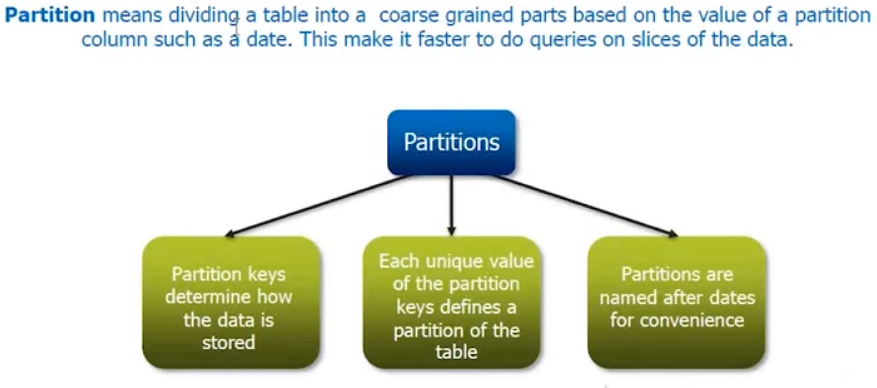 Partition means dividing a table into a coarse grained parts based on the value of a partition
column such as a date. This make it faster to do queries on slices of the data.
Partitions
Partition keys
determine how
the data is
stored
Each unique value
of the partition
keys defines a
partition of the
table
Partitions are
named after dates
for convenience